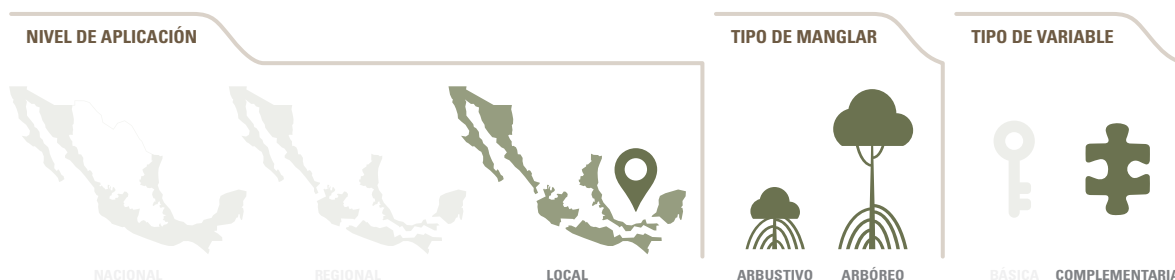 NIVEL DE APLICACIÓN
TIPO DE MANGLAR
TIPO DE VARIABLE
NACIONAL
REGIONAL
LOCAL
ARBUSTIVO
ARBÓREO
BÁSICA
COMPLEMENTARIA